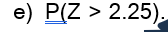 e) P(Z > 2.25).